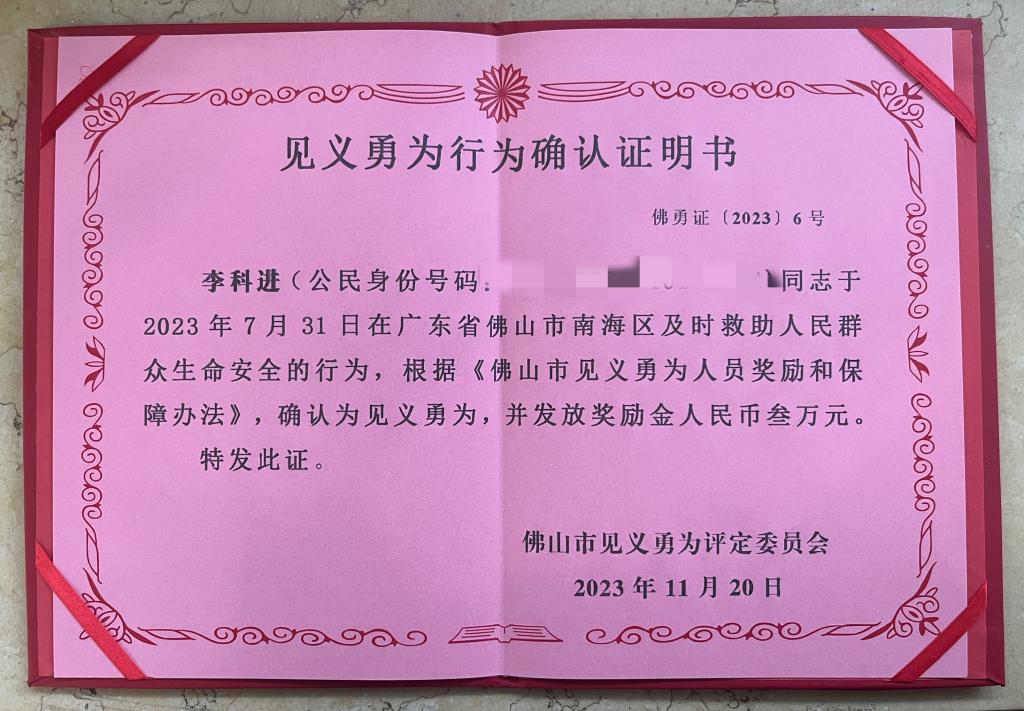 见义勇为行为确认证明书
佛勇证〔2023〕6号
李科进（公民身份号码： ）同志于
2023年7月31日在广东省佛山市南海区及时救助人民群
众生命安全的行为，根据《佛山市见义勇为人员奖励和保
障办法》，确认为见义勇为，并发放奖励金人民币叁万元。
特发此证。
佛山市见义勇为评定委员会
2023年11月20日